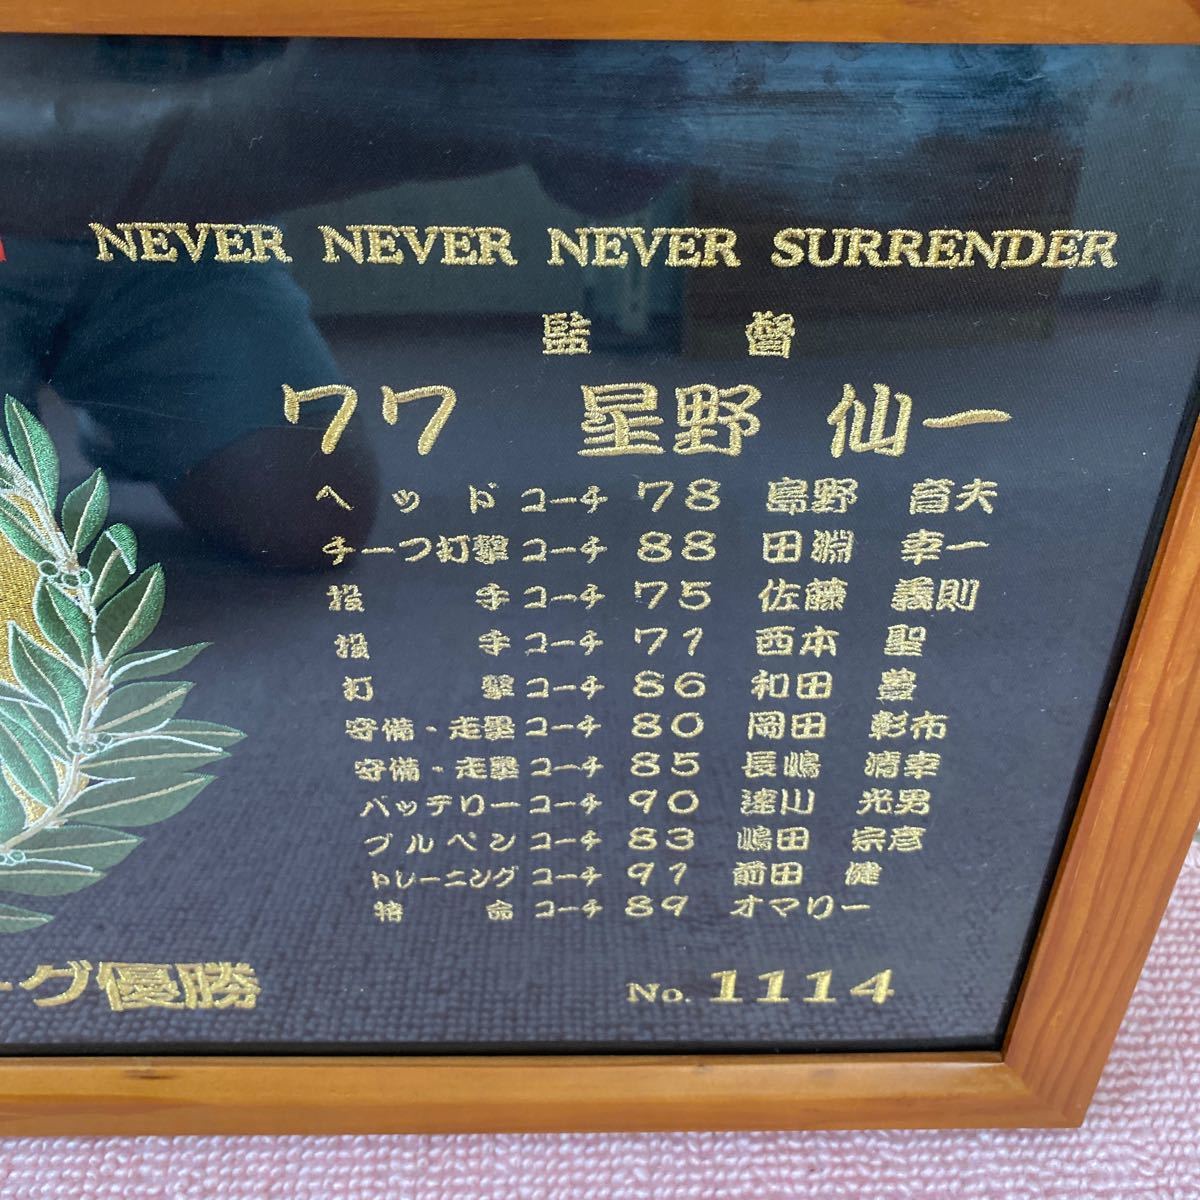 NEVER NEVER NEVER SURRENDER
監督
77 星野 仙一
ヘッドコーチ 78 島野 育夫
チーフ打撃コーチ 88 田淵 幸一
投手コーチ 75 佐藤 義則
投手コーチ 71 西本 聖
打撃コーチ 86 和田 豊
守備・走塁コーチ 80 岡田 彰布
守備・走塁コーチ 85 長嶋 清幸
バッテリーコーチ 90 達川 光男
ブルペンコーチ 83 嶋田 宗彦
トレーニングコーチ 91 前田 健
特命コーチ 89 オマリー
ーグ優勝
No. 1114